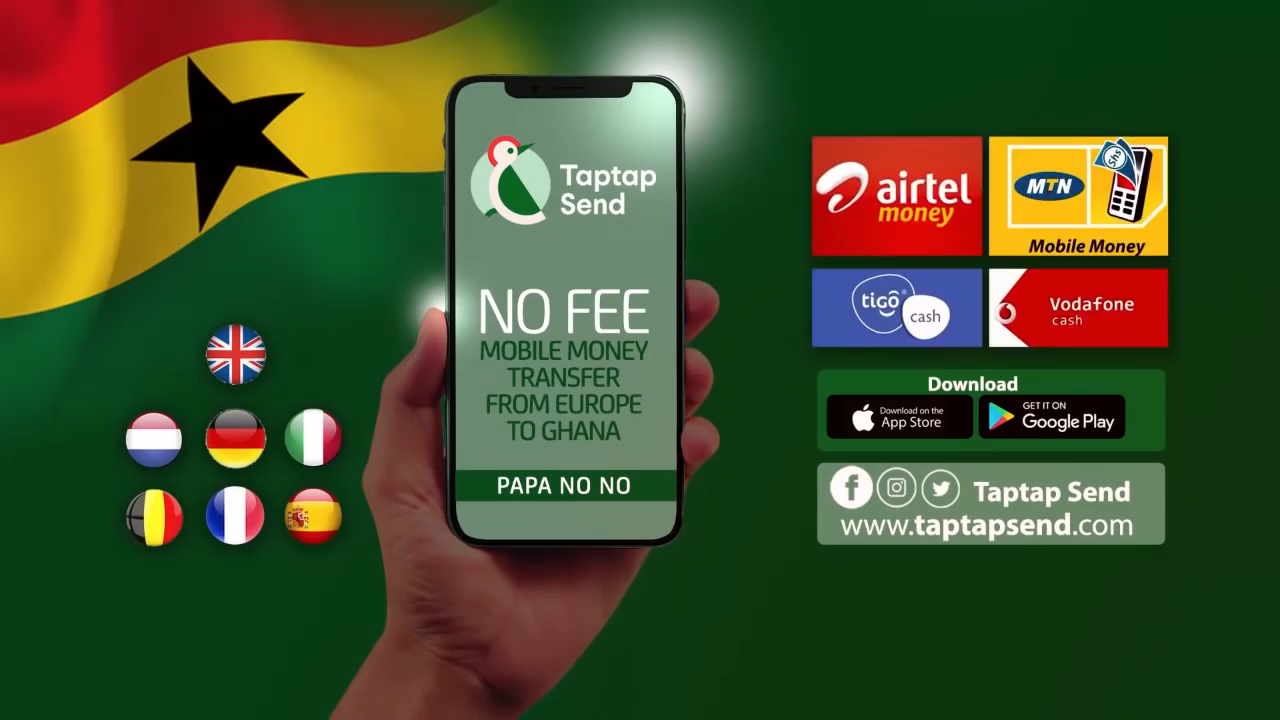 Taptap
Send
NO FEE
MOBILE MONEY
TRANSFER
FROM EUROPE
TO GHANA
PAPA NO NO
airtel
money
MTN
Shs
Mobile Money
tigo
cash
Vodafone
cash
Download
Download on the
App Store
GET IT ON
Google Play
Taptap Send
www.taptapsend.com